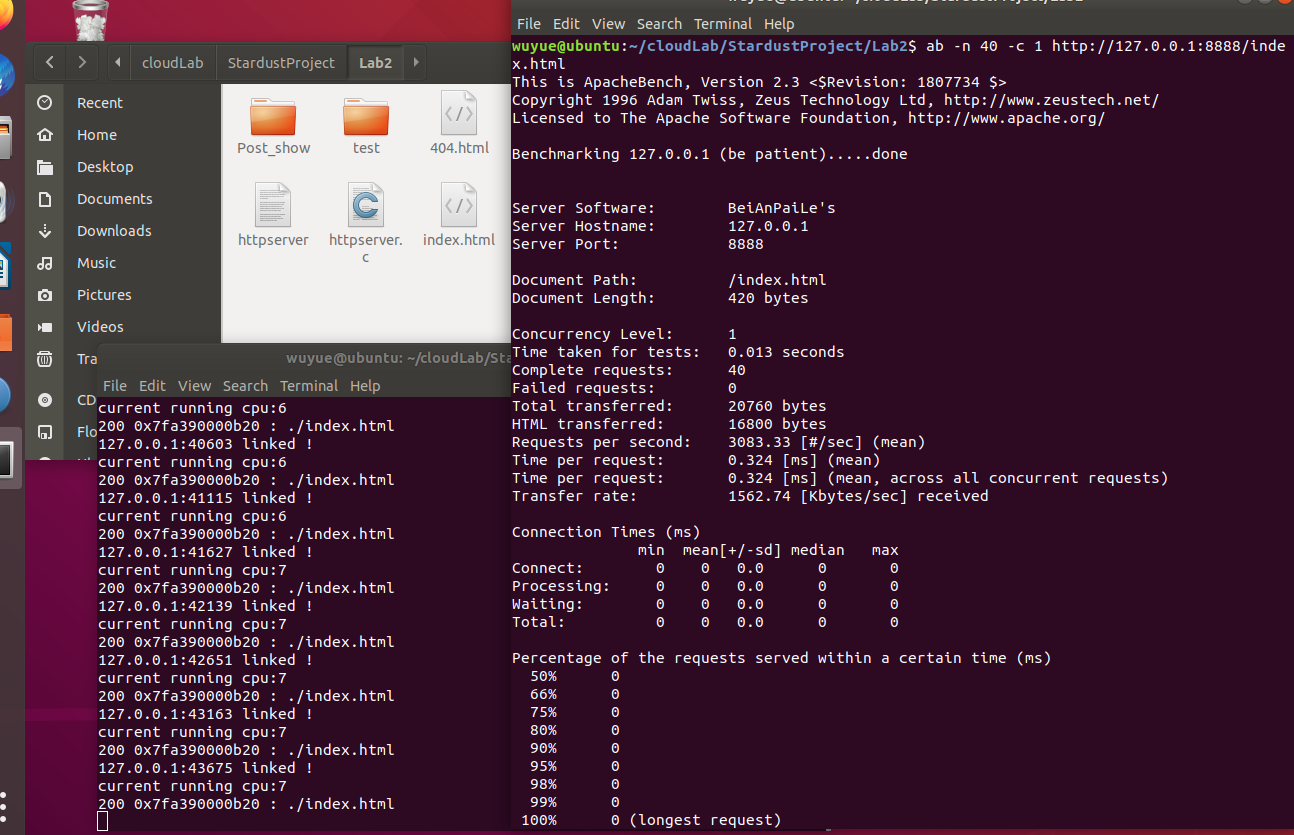 File Edit View Search Terminal Help
wuyue@ubuntu:~/cloudLab/StardustProject/Lab2$ ab -n 40 -c 1 http://127.0.0.1:8888/inde
x.html
This is ApacheBench, Version 2.3 <$Revision: 1807734 $>
Copyright 1996 Adam Twiss, Zeus Technology Ltd, http://www.zeustech.net/
Licensed to The Apache Software Foundation, http://www.apache.org/
Benchmarking 127.0.0.1 (be patient).....done
Server Software: BeiAnPaiLe's
Server Hostname: 127.0.0.1
Server Port: 8888
Document Path: /index.html
Document Length: 420 bytes
Concurrency Level: 1
Time taken for tests: 0.013 seconds
Complete requests: 40
Failed requests: 0
Total transferred: 20760 bytes
HTML transferred: 16800 bytes
Requests per second: 3083.33 [#/sec] (mean)
Time per request: 0.324 [ms] (mean)
Time per request: 0.324 [ms] (mean, across all concurrent requests)
Transfer rate: 1562.74 [Kbytes/sec] received
Connection Times (ms)
min mean[+/-sd] median max
Connect: 0 0 0.0 0 0
Processing: 0 0 0.0 0 0
Waiting: 0 0 0.0 0 0
Total: 0 0 0.0 0 0
Percentage of the requests served within a certain time (ms)
50% 0
66% 0
75% 0
80% 0
90% 0
95% 0
98% 0
99% 0
100% 0 (longest request)
cloudLab StardustProject Lab2
Recent
Home
Desktop
Documents
Downloads
Music
Pictures
Videos
Tra
CD
Flo
Post_show
test
404.html
httpserver
httpserver.
c
index.html
wuyue@ubuntu: ~/cloudLab/Sta
File Edit View Search Terminal Help
current running cpu:6
200 0x7fa390000b20 : ./index.html
127.0.0.1:40603 linked !
current running cpu:6
200 0x7fa390000b20 : ./index.html
127.0.0.1:41115 linked !
current running cpu:6
200 0x7fa390000b20 : ./index.html
127.0.0.1:41627 linked !
current running cpu:7
200 0x7fa390000b20 : ./index.html
127.0.0.1:42139 linked !
current running cpu:7
200 0x7fa390000b20 : ./index.html
127.0.0.1:42651 linked !
current running cpu:7
200 0x7fa390000b20 : ./index.html
127.0.0.1:43163 linked !
current running cpu:7
200 0x7fa390000b20 : ./index.html
127.0.0.1:43675 linked !
current running cpu:7
200 0x7fa390000b20 : ./index.html